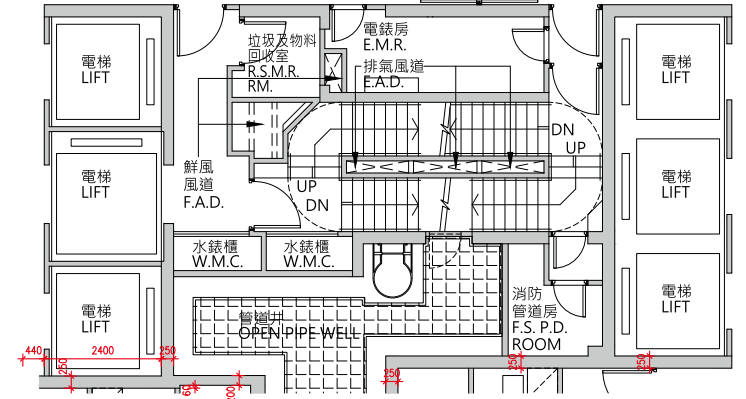 電梯
LIFT
垃圾及物料
回收室
R.S.M.R.
RM.
電錶房
E.M.R.
排氣風道
E.A.D.
電梯
LIFT
DN
UP
鮮風
風道
F.A.D.
電梯
LIFT
UP
DN
電梯
LIFT
水錶櫃
W.M.C.
水錶櫃
W.M.C.
電梯
LIFT
管道井
OPEN PIPE WELL
消防
管道房
F.S. P.D.
ROOM
電梯
LIFT
440
2400
250
250
250
250
250
200